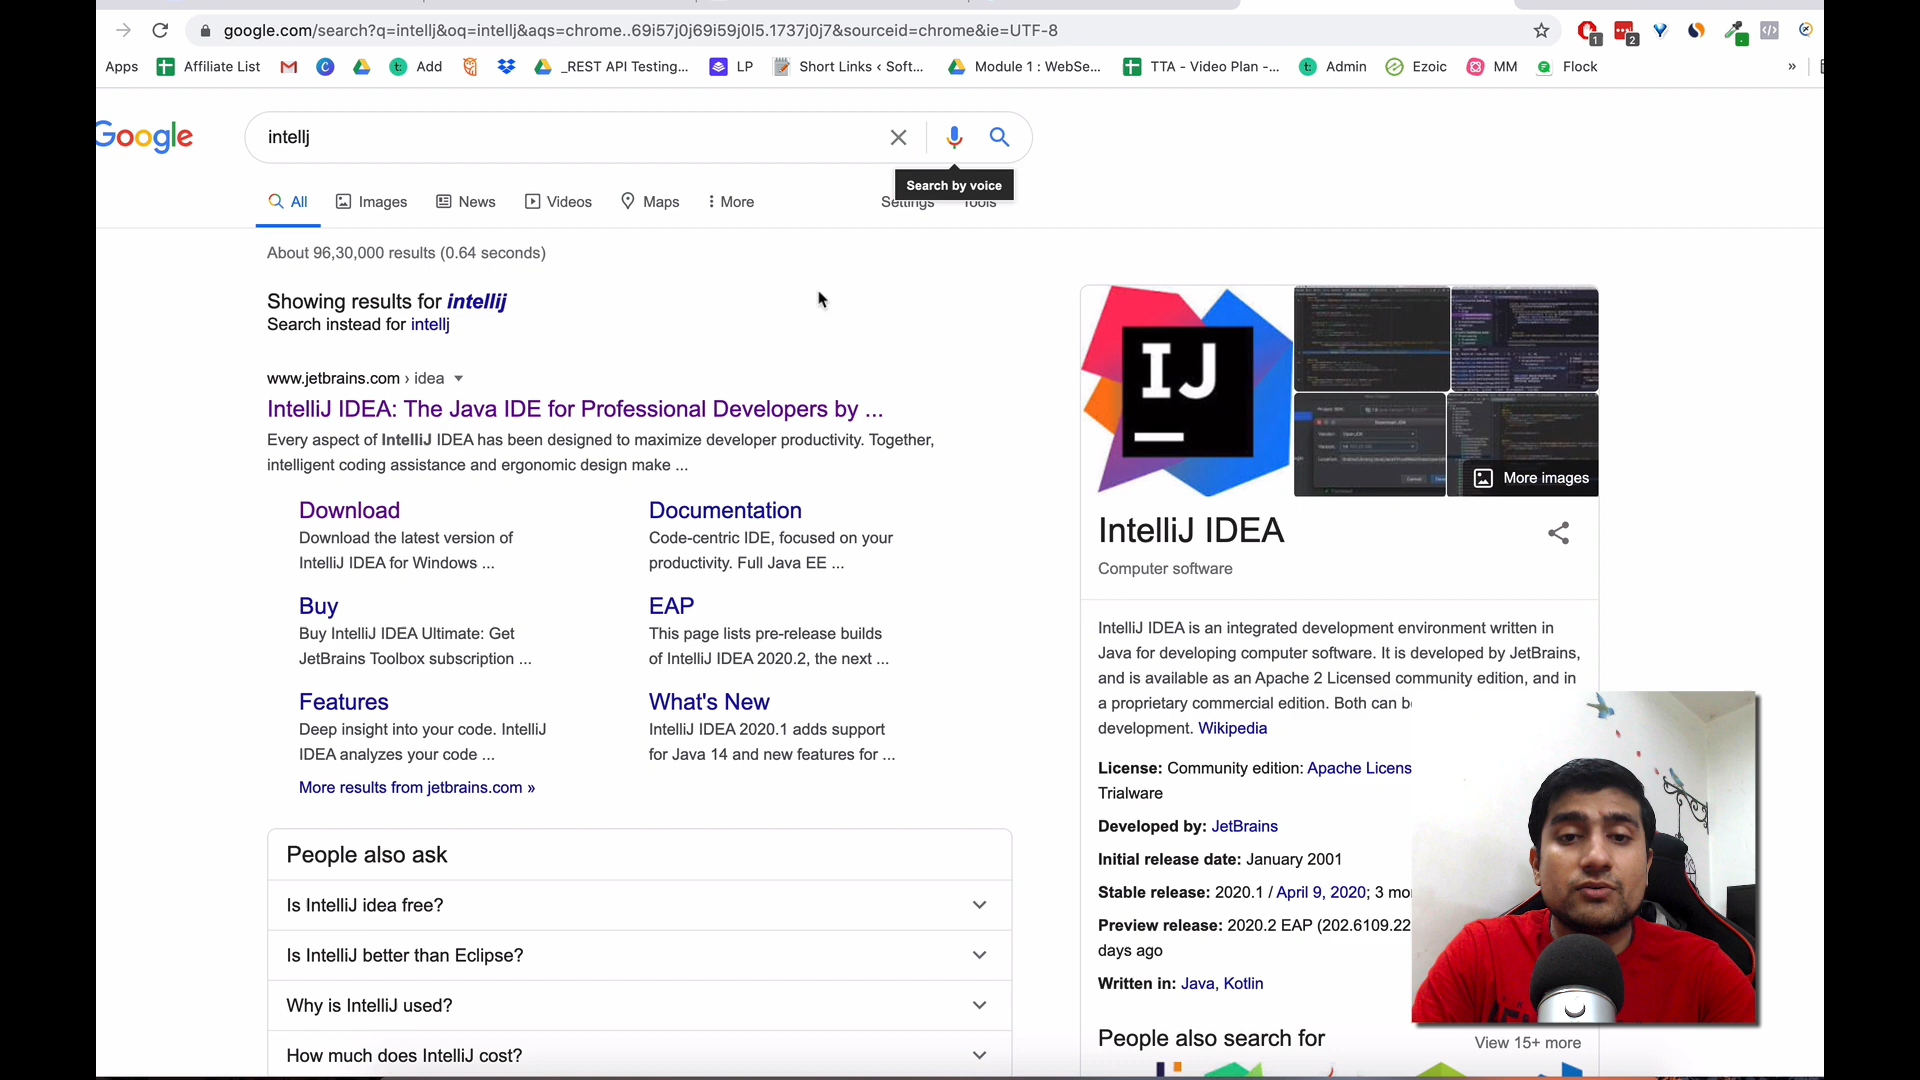 google.com/search?q=intellj&oq=intellj&aqs=chrome..69i57j0j69i59j0l5.1737j0j7&sourceid=chrome&ie=UTF-8
1
2
Apps
Affiliate List
Add
_REST API Testing...
LP
Short Links ‹ Soft...
Module 1 : WebSe...
TTA - Video Plan -...
Admin
Ezoic
MM
Flock
»
Google
intellj
Search by voice
All
Images
News
Videos
Maps
More
Settings
Tools
About 96,30,000 results (0.64 seconds)
Showing results for intellij
Search instead for intellj
www.jetbrains.com › idea
IntelliJ IDEA: The Java IDE for Professional Developers by ...
Every aspect of IntelliJ IDEA has been designed to maximize developer productivity. Together,
intelligent coding assistance and ergonomic design make ...
Download
Download the latest version of
IntelliJ IDEA for Windows ...
Documentation
Code-centric IDE, focused on your
productivity. Full Java EE ...
Buy
Buy IntelliJ IDEA Ultimate: Get
JetBrains Toolbox subscription ...
EAP
This page lists pre-release builds
of IntelliJ IDEA 2020.2, the next ...
Features
Deep insight into your code. IntelliJ
IDEA analyzes your code ...
What's New
IntelliJ IDEA 2020.1 adds support
for Java 14 and new features for ...
More results from jetbrains.com »
People also ask
Is IntelliJ idea free?
Is IntelliJ better than Eclipse?
Why is IntelliJ used?
How much does IntelliJ cost?
IJ
More images
IntelliJ IDEA
Computer software
IntelliJ IDEA is an integrated development environment written in
Java for developing computer software. It is developed by JetBrains,
and is available as an Apache 2 Licensed community edition, and in
a proprietary commercial edition. Both can b
development. Wikipedia
License: Community edition: Apache Licens
Trialware
Developed by: JetBrains
Initial release date: January 2001
Stable release: 2020.1 / April 9, 2020; 3 mo
Preview release: 2020.2 EAP (202.6109.22
days ago
Written in: Java, Kotlin
People also search for
View 15+ more